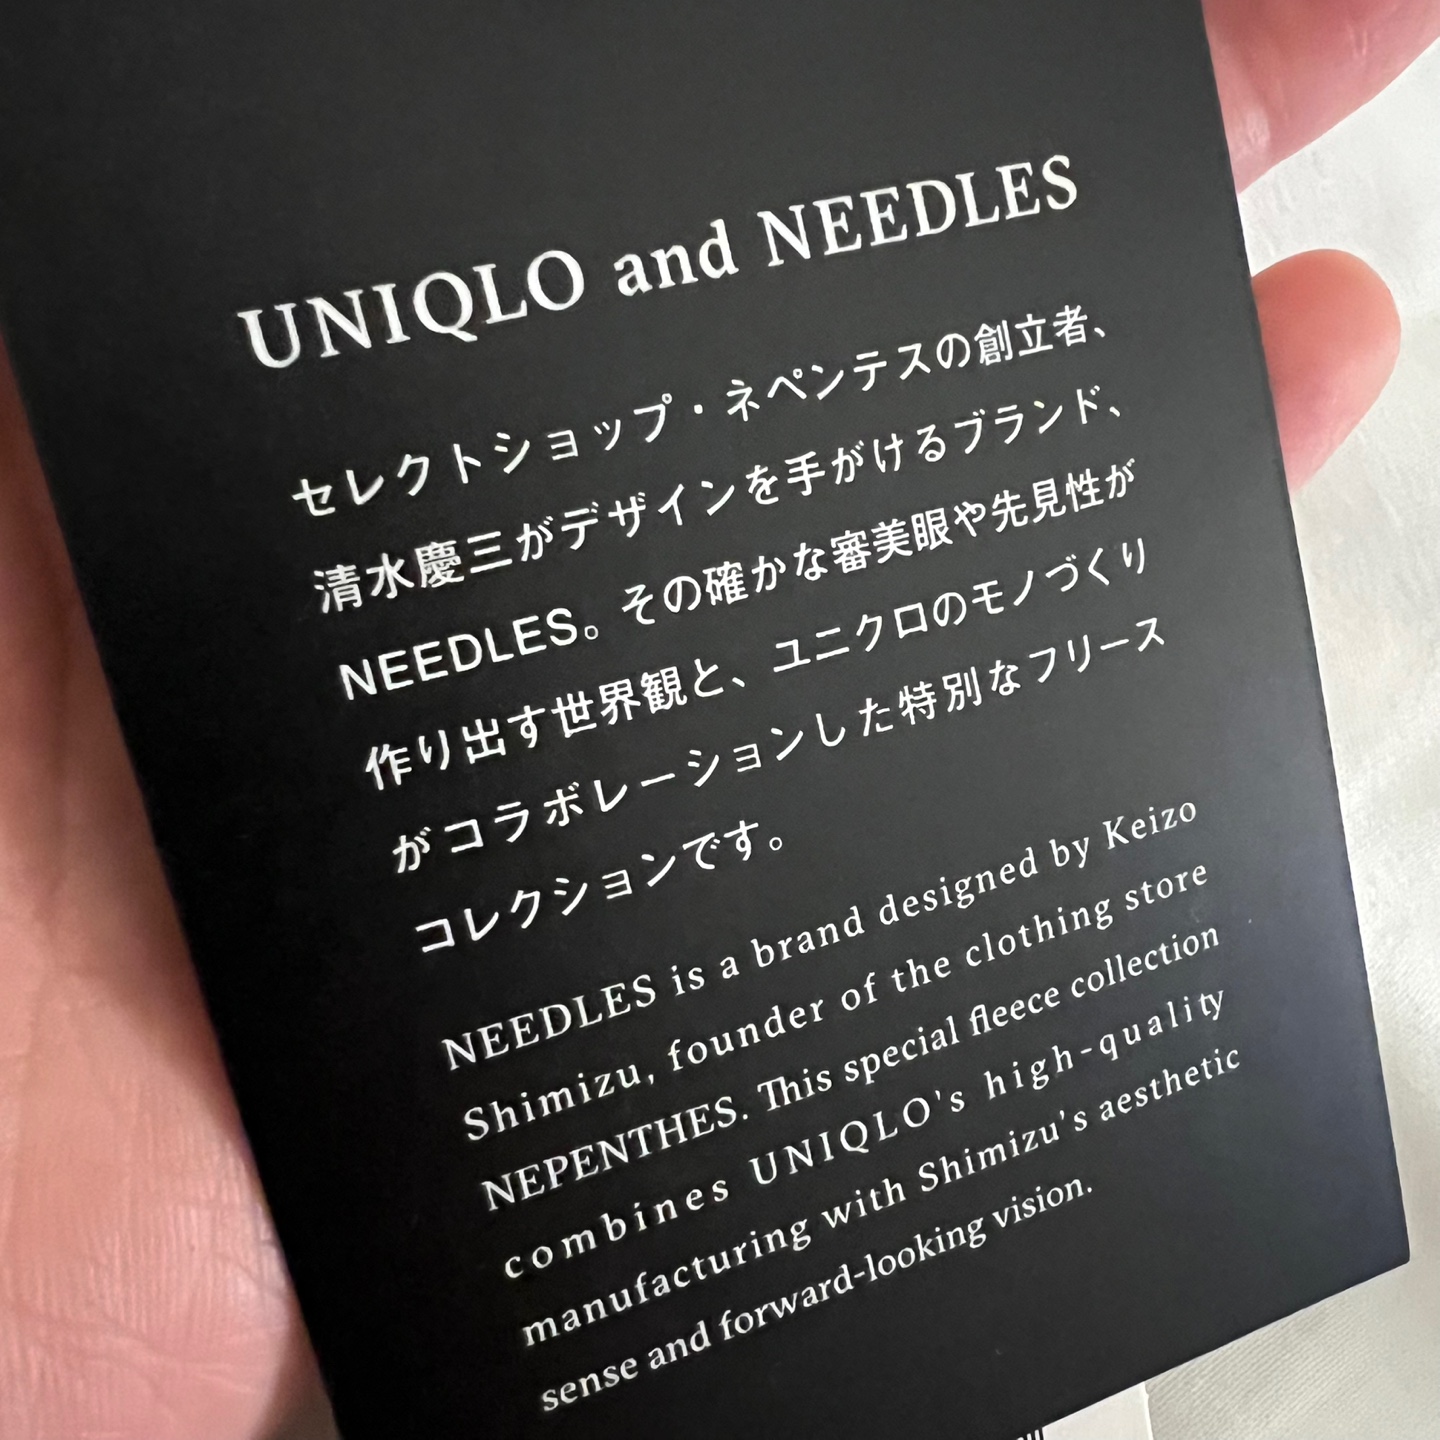 UNIQLO and NEEDLES
セレクトショップ・ネペンテスの創立者、
清水慶三がデザインを手がけるブランド、
NEEDLES。その確かな審美眼や先見性が
作り出す世界観と、ユニクロのモノづくり
がコラボレーションした特別なフリース
コレクションです。
NEEDLES is a brand designed by Keizo
Shimizu, founder of the clothing store
NEPENTHES. This special fleece collection
combines UNIQLO's high-quality
manufacturing with Shimizu's aesthetic
sense and forward-looking vision.